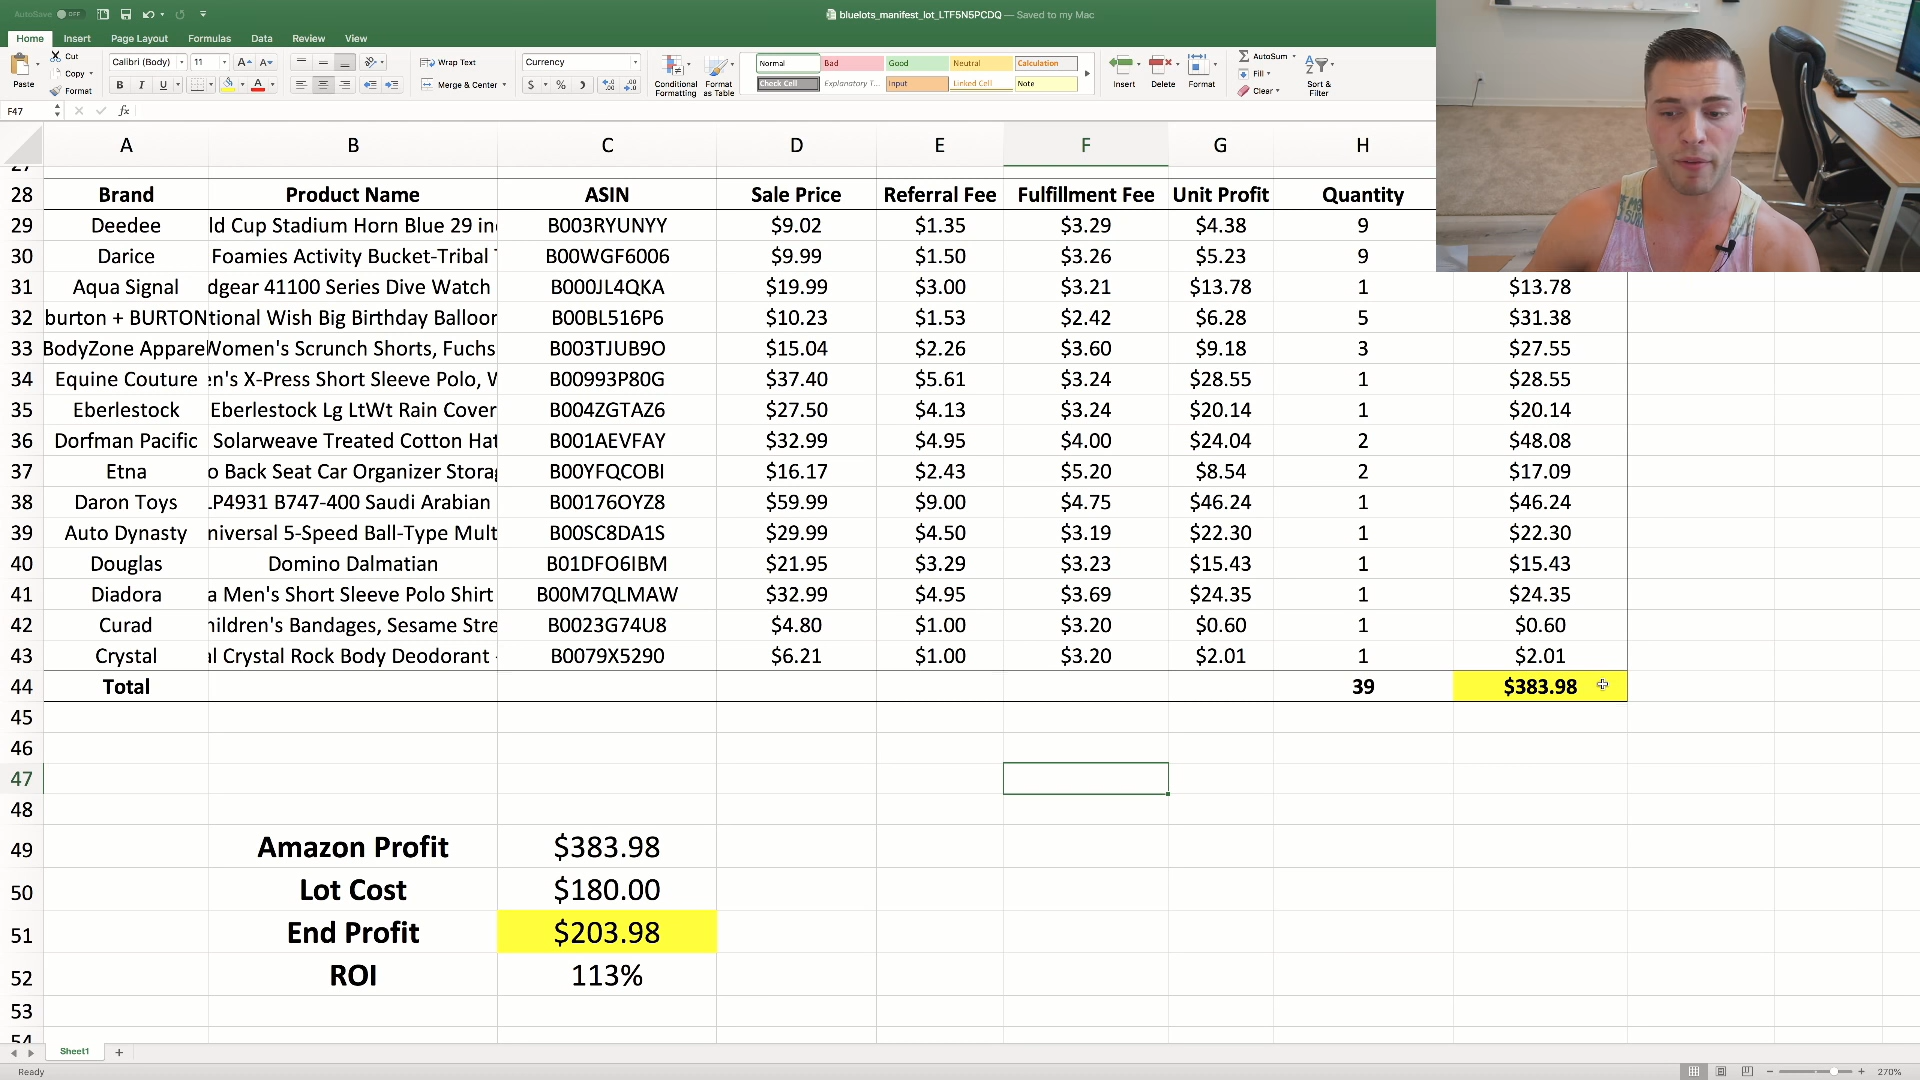 AutoSave OFF
bluelots_manifest_lot_LTF5N5PCDQ — Saved to my Mac
Home Insert Page Layout Formulas Data Review View
Paste Cut Copy Format
Calibri (Body) 11 A A
B I U A
Wrap Text
Merge & Center
Currency
$ % )
Conditional Formatting
Format as Table
Normal Bad Good Neutral Calculation
Check Cell Explanatory T... Input Linked Cell Note
Insert Delete Format
AutoSum
Fill
Clear
Sort & Filter
F47 fx
A B C D E F G H
27
28 Brand Product Name ASIN Sale Price Referral Fee Fulfillment Fee Unit Profit Quantity
29 Deedee ld Cup Stadium Horn Blue 29 in B003RYUNYY $9.02 $1.35 $3.29 $4.38 9
30 Darice Foamies Activity Bucket-Tribal B00WGF6006 $9.99 $1.50 $3.26 $5.23 9
31 Aqua Signal dgear 41100 Series Dive Watch B000JL4QKA $19.99 $3.00 $3.21 $13.78 1 $13.78
32 burton + BURTON tional Wish Big Birthday Balloor B00BL516P6 $10.23 $1.53 $2.42 $6.28 5 $31.38
33 BodyZone Appare Women's Scrunch Shorts, Fuchs B003TJUB9O $15.04 $2.26 $3.60 $9.18 3 $27.55
34 Equine Couture en's X-Press Short Sleeve Polo, W B00993P80G $37.40 $5.61 $3.24 $28.55 1 $28.55
35 Eberlestock Eberlestock Lg LtWt Rain Cover B004ZGTAZ6 $27.50 $4.13 $3.24 $20.14 1 $20.14
36 Dorfman Pacific Solarweave Treated Cotton Hat B001AEVFAY $32.99 $4.95 $4.00 $24.04 2 $48.08
37 Etna o Back Seat Car Organizer Storag B00YFQCOBI $16.17 $2.43 $5.20 $8.54 2 $17.09
38 Daron Toys LP4931 B747-400 Saudi Arabian B00176OYZ8 $59.99 $9.00 $4.75 $46.24 1 $46.24
39 Auto Dynasty niversal 5-Speed Ball-Type Mult B00SC8DA1S $29.99 $4.50 $3.19 $22.30 1 $22.30
40 Douglas Domino Dalmatian B01DFO6IBM $21.95 $3.29 $3.23 $15.43 1 $15.43
41 Diadora a Men's Short Sleeve Polo Shirt B00M7QLMAW $32.99 $4.95 $3.69 $24.35 1 $24.35
42 Curad hildren's Bandages, Sesame Stre B0023G74U8 $4.80 $1.00 $3.20 $0.60 1 $0.60
43 Crystal al Crystal Rock Body Deodorant - B0079X5290 $6.21 $1.00 $3.20 $2.01 1 $2.01
44 Total 39 $383.98
45
46
47
48
49 Amazon Profit $383.98
50 Lot Cost $180.00
51 End Profit $203.98
52 ROI 113%
53
54
Sheet1 +
Ready 270%